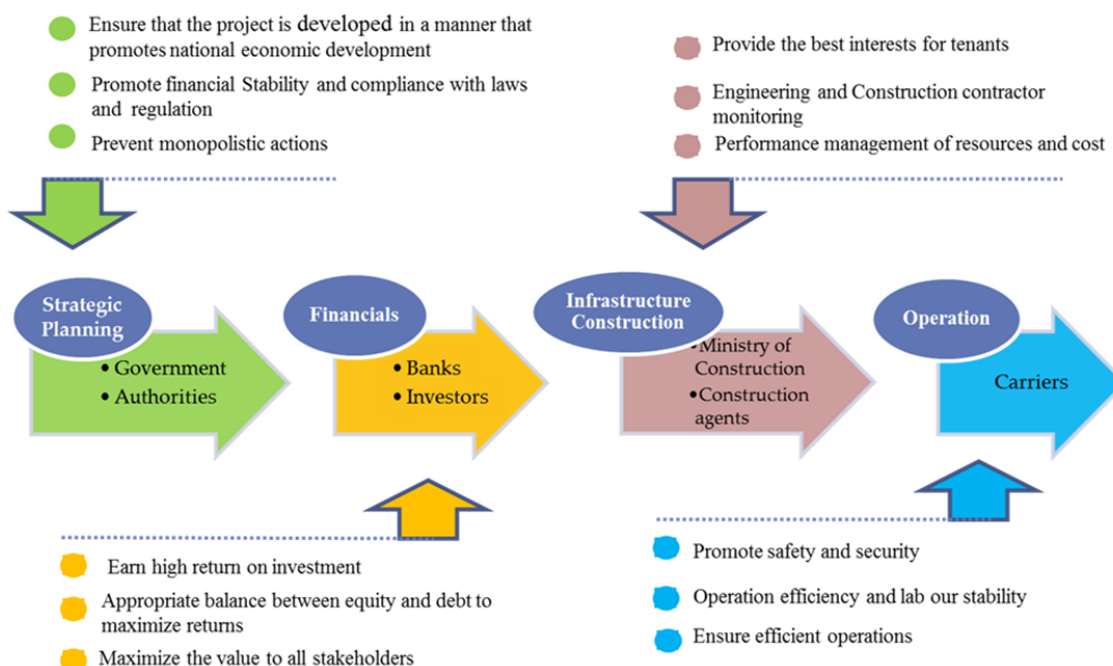 Ensure that the project is developed in a manner that
promotes national economic development
Promote financial Stability and compliance with laws
and regulation
Prevent monopolistic actions
Provide the best interests for tenants
Engineering and Construction contractor
monitoring
Performance management of resources and cost
Strategic
Planning
• Government
• Authorities
Financials
• Banks
• Investors
Infrastructure
Construction
•Ministry of
Construction
•Construction
agents
Operation
Carriers
Earn high return on investment
Appropriate balance between equity and debt to
maximize returns
Maximize the value to all stakeholders
Promote safety and security
Operation efficiency and lab our stability
Ensure efficient operations